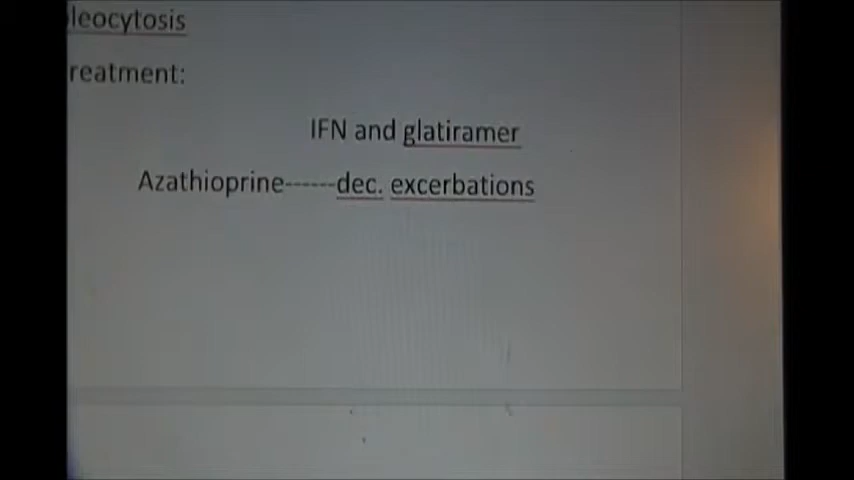 leocytosis
reatment:
IFN and glatiramer
Azathioprine------dec. excerbations